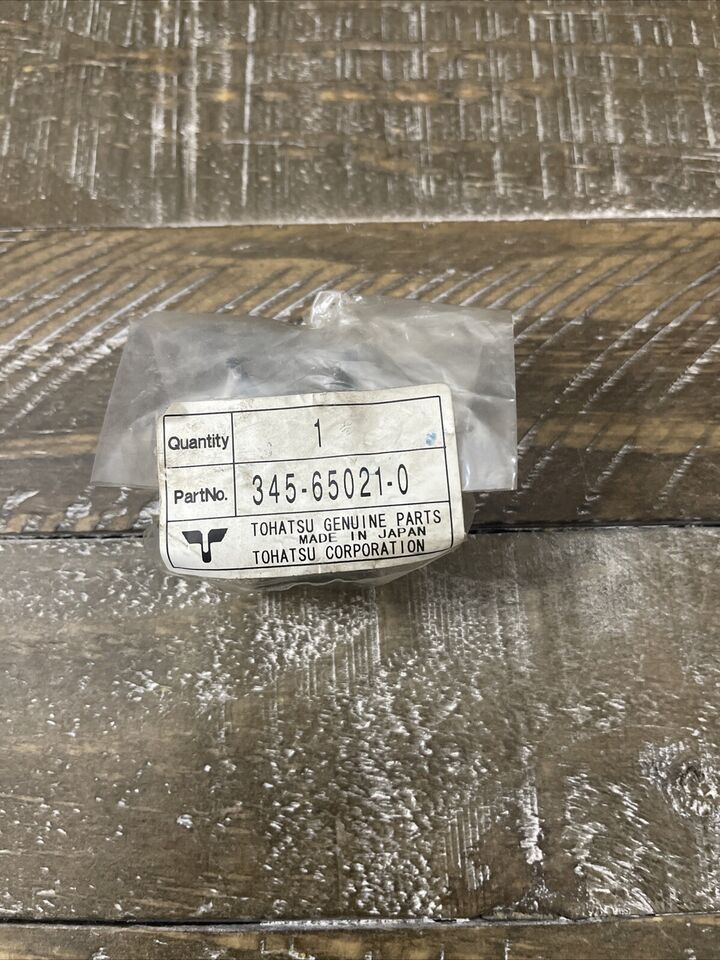 Quantity 1
PartNo. 345-65021-0
TOHATSU GENUINE PARTS
MADE IN JAPAN
TOHATSU CORPORATION